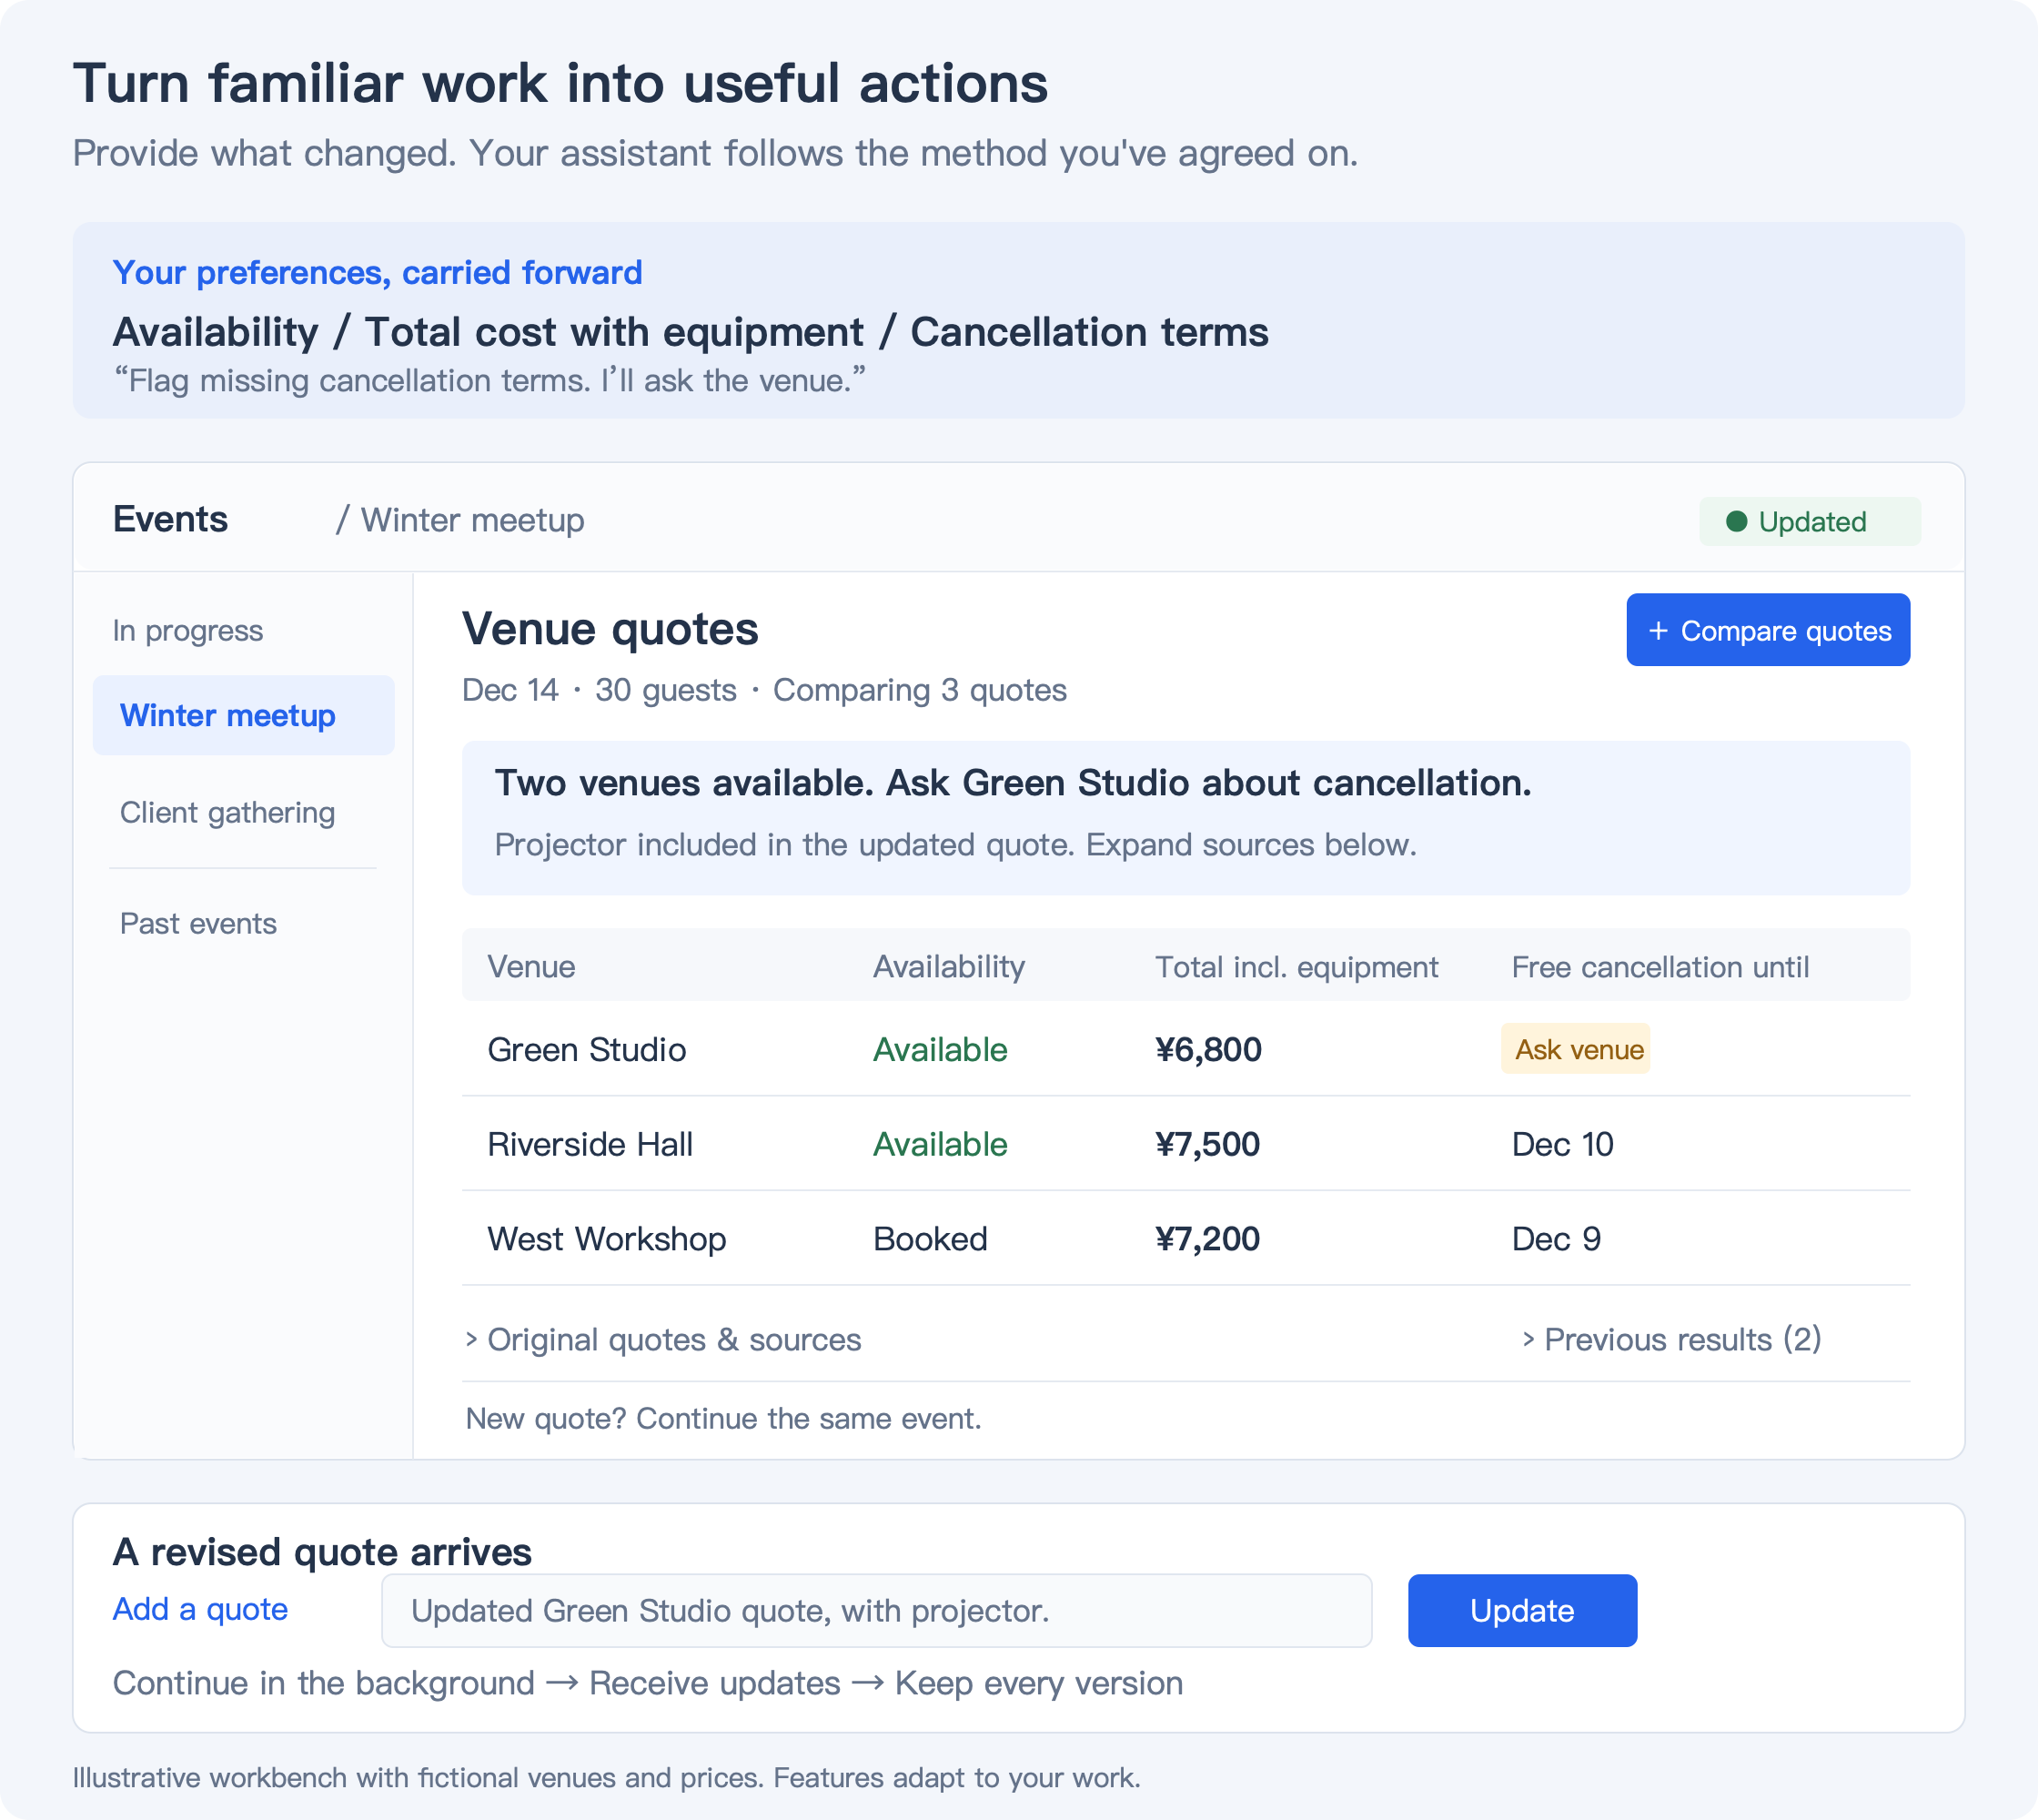 Turn familiar work into useful actions
Provide what changed. Your assistant follows the method you've agreed on.
Your preferences, carried forward
Availability / Total cost with equipment / Cancellation terms
“Flag missing cancellation terms. I’ll ask the venue.”
Events / Winter meetup
Updated
In progress
Winter meetup
Client gathering
Past events
Venue quotes
+ Compare quotes
Dec 14 · 30 guests · Comparing 3 quotes
Two venues available. Ask Green Studio about cancellation.
Projector included in the updated quote. Expand sources below.
Venue Availability Total incl. equipment Free cancellation until
Green Studio Available ¥6,800 Ask venue
Riverside Hall Available ¥7,500 Dec 10
West Workshop Booked ¥7,200 Dec 9
› Original quotes & sources › Previous results (2)
New quote? Continue the same event.
A revised quote arrives
Add a quote Updated Green Studio quote, with projector. Update
Continue in the background → Receive updates → Keep every version
Illustrative workbench with fictional venues and prices. Features adapt to your work.